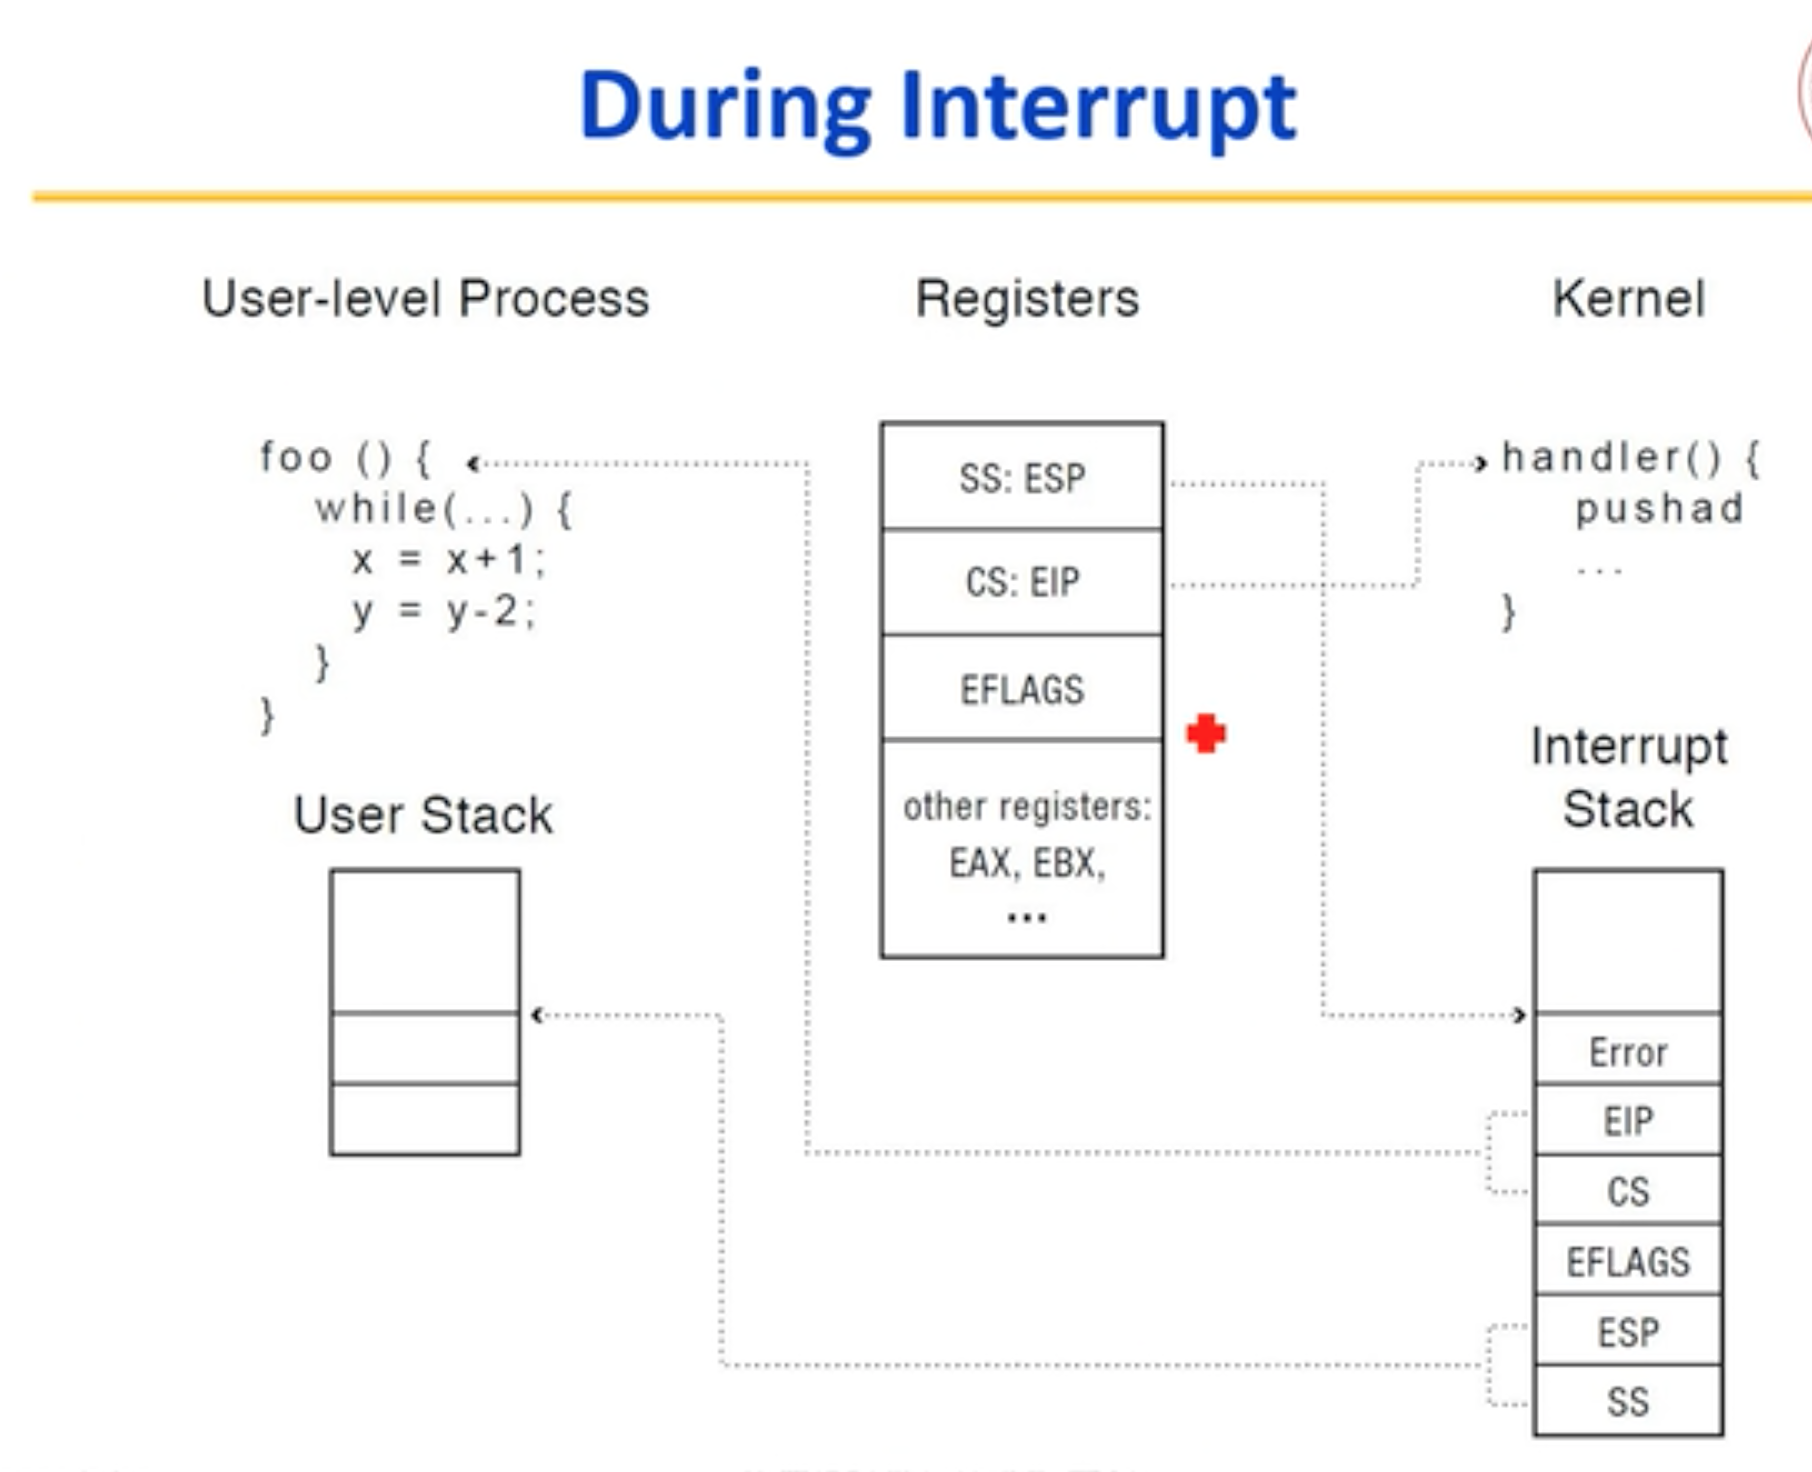 During Interrupt
User-level Process
Registers
Kernel
foo () {
while(...) {
x = x+1;
y = y-2;
}
}
User Stack
SS: ESP
CS: EIP
EFLAGS
other registers:
EAX, EBX,
...
handler() {
pushad
...
}
Interrupt
Stack
Error
EIP
CS
EFLAGS
ESP
SS